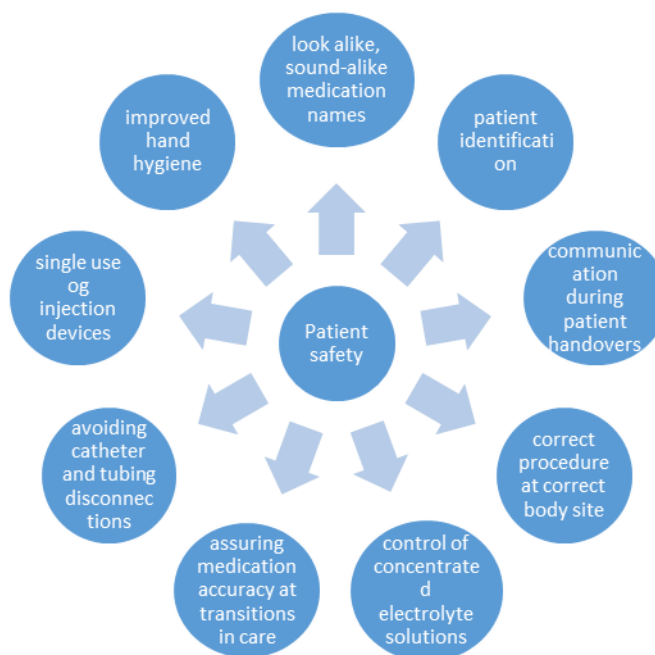 look alike,
sound-alike
medication
names
patient
identificati
on
communic
ation
during
patient
handovers
correct
procedure
at correct
body site
control of
concentrate
d
electrolyte
solutions
assuring
medication
accuracy at
transitions
in care
avoiding
catheter
and tubing
disconnec
tions
single use
og
injection
devices
improved
hand
hygiene
Patient
safety